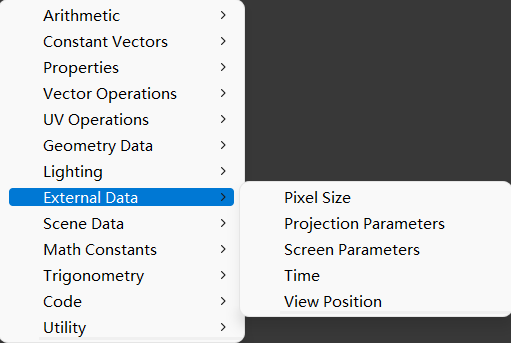 Arithmetic
Constant Vectors
Properties
Vector Operations
UV Operations
Geometry Data
Lighting
External Data
Scene Data
Math Constants
Trigonometry
Code
Utility
Pixel Size
Projection Parameters
Screen Parameters
Time
View Position